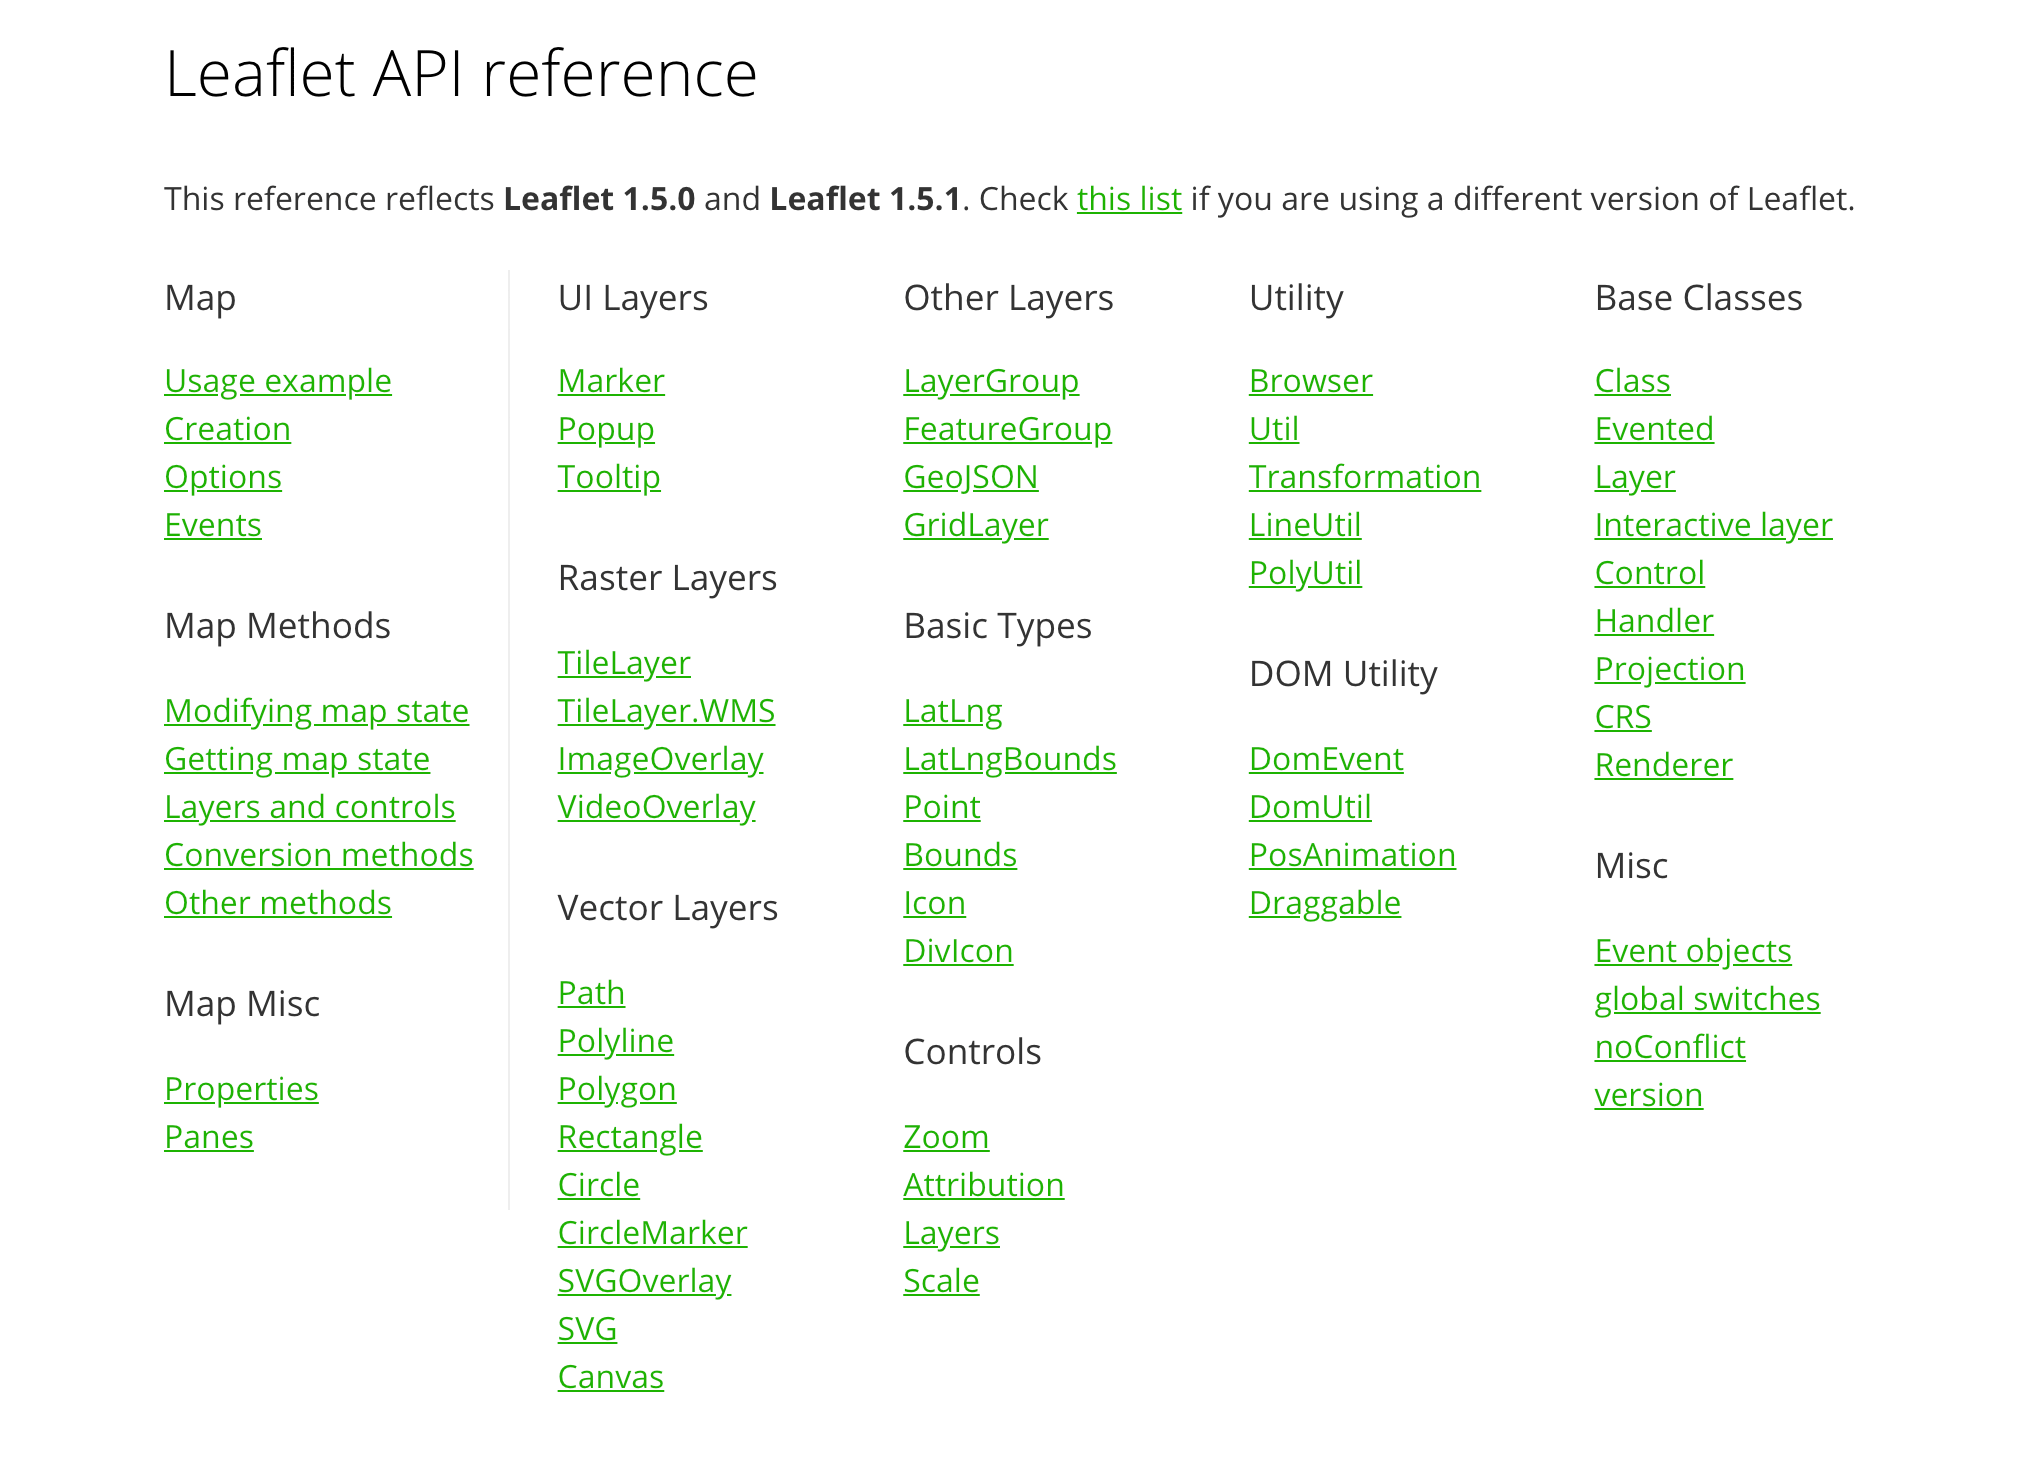 Leaflet API reference
This reference reflects Leaflet 1.5.0 and Leaflet 1.5.1. Check this list if you are using a different version of Leaflet.
Map
Usage example
Creation
Options
Events
Map Methods
Modifying map state
Getting map state
Layers and controls
Conversion methods
Other methods
Map Misc
Properties
Panes
UI Layers
Marker
Popup
Tooltip
Raster Layers
TileLayer
TileLayer.WMS
ImageOverlay
VideoOverlay
Vector Layers
Path
Polyline
Polygon
Rectangle
Circle
CircleMarker
SVGOverlay
SVG
Canvas
Other Layers
LayerGroup
FeatureGroup
GeoJSON
GridLayer
Basic Types
LatLng
LatLngBounds
Point
Bounds
Icon
DivIcon
Controls
Zoom
Attribution
Layers
Scale
Utility
Browser
Util
Transformation
LineUtil
PolyUtil
DOM Utility
DomEvent
DomUtil
PosAnimation
Draggable
Base Classes
Class
Evented
Layer
Interactive layer
Control
Handler
Projection
CRS
Renderer
Misc
Event objects
global switches
noConflict
version